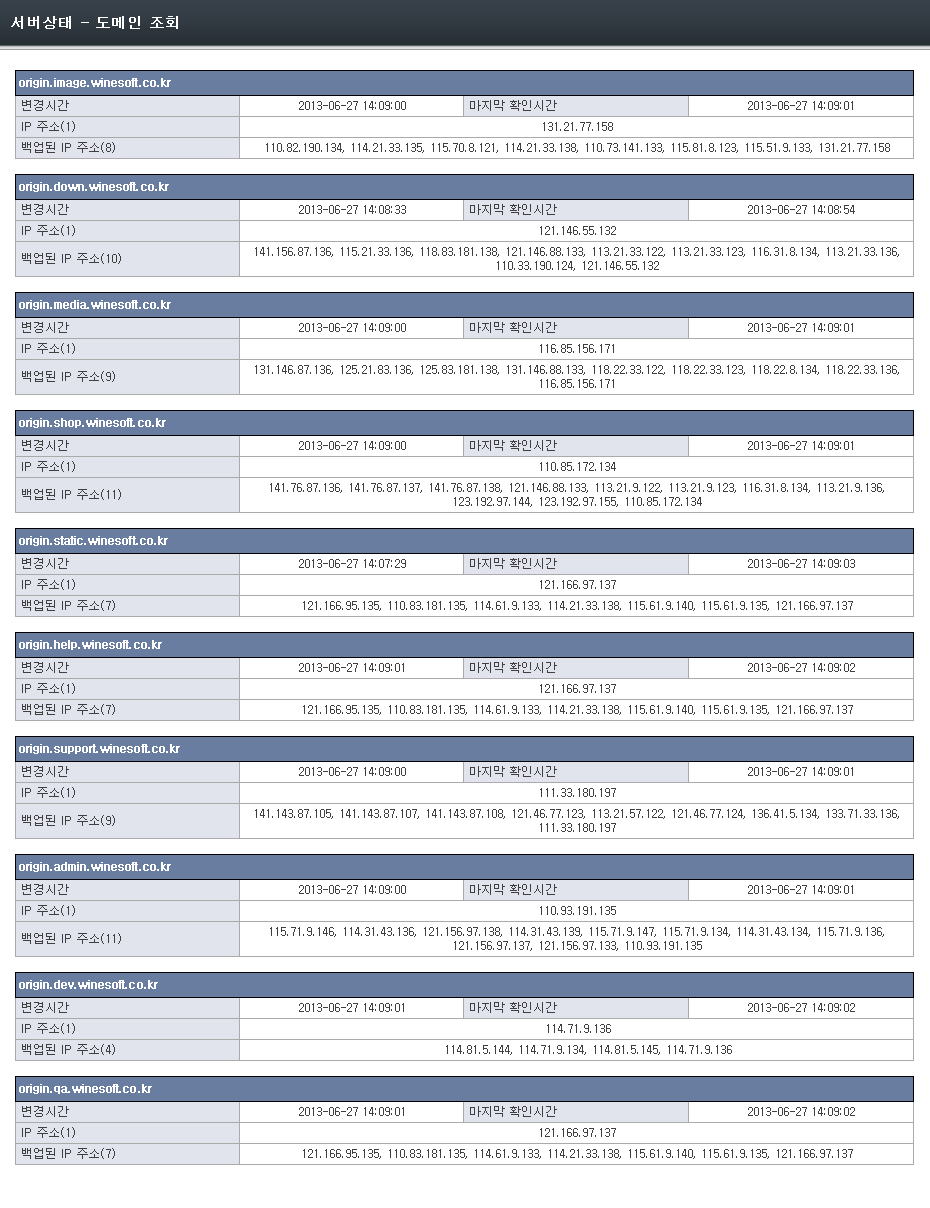 서버상태 - 도메인 조회
origin.image.winesoft.co.kr
변경시간 2013-06-27 14:09:00 마지막 확인시간 2013-06-27 14:09:01
IP 주소(1) 131.21.77.158
백업된 IP 주소(8) 110.82.190.134, 114.21.33.135, 115.70.8.121, 114.21.33.138, 110.73.141.133, 115.81.8.123, 115.51.9.133, 131.21.77.158
origin.down.winesoft.co.kr
변경시간 2013-06-27 14:08:33 마지막 확인시간 2013-06-27 14:08:54
IP 주소(1) 121.146.55.132
백업된 IP 주소(10) 141.156.87.136, 115.21.33.136, 118.83.181.138, 121.146.88.133, 113.21.33.122, 113.21.33.123, 116.31.8.134, 113.21.33.136,
110.33.190.124, 121.146.55.132
origin.media.winesoft.co.kr
변경시간 2013-06-27 14:09:00 마지막 확인시간 2013-06-27 14:09:01
IP 주소(1) 116.85.156.171
백업된 IP 주소(9) 131.146.87.136, 125.21.83.136, 125.83.181.138, 131.146.88.133, 118.22.33.122, 118.22.33.123, 118.22.8.134, 118.22.33.136,
116.85.156.171
origin.shop.winesoft.co.kr
변경시간 2013-06-27 14:09:00 마지막 확인시간 2013-06-27 14:09:01
IP 주소(1) 110.85.172.134
백업된 IP 주소(11) 141.76.87.136, 141.76.87.137, 141.76.87.138, 121.146.88.133, 113.21.9.122, 113.21.9.123, 116.31.8.134, 113.21.9.136,
123.192.97.144, 123.192.97.155, 110.85.172.134
origin.static.winesoft.co.kr
변경시간 2013-06-27 14:07:29 마지막 확인시간 2013-06-27 14:09:03
IP 주소(1) 121.166.97.137
백업된 IP 주소(7) 121.166.95.135, 110.83.181.135, 114.61.9.133, 114.21.33.138, 115.61.9.140, 115.61.9.135, 121.166.97.137
origin.help.winesoft.co.kr
변경시간 2013-06-27 14:09:01 마지막 확인시간 2013-06-27 14:09:02
IP 주소(1) 121.166.97.137
백업된 IP 주소(7) 121.166.95.135, 110.83.181.135, 114.61.9.133, 114.21.33.138, 115.61.9.140, 115.61.9.135, 121.166.97.137
origin.support.winesoft.co.kr
변경시간 2013-06-27 14:09:00 마지막 확인시간 2013-06-27 14:09:01
IP 주소(1) 111.33.180.197
백업된 IP 주소(9) 141.143.87.105, 141.143.87.107, 141.143.87.108, 121.46.77.123, 113.21.57.122, 121.46.77.124, 136.41.5.134, 133.71.33.136,
111.33.180.197
origin.admin.winesoft.co.kr
변경시간 2013-06-27 14:09:00 마지막 확인시간 2013-06-27 14:09:01
IP 주소(1) 110.93.191.135
백업된 IP 주소(11) 115.71.9.146, 114.31.43.136, 121.156.97.138, 114.31.43.139, 115.71.9.147, 115.71.9.134, 114.31.43.134, 115.71.9.136,
121.156.97.137, 121.156.97.133, 110.93.191.135
origin.dev.winesoft.co.kr
변경시간 2013-06-27 14:09:01 마지막 확인시간 2013-06-27 14:09:02
IP 주소(1) 114.71.9.136
백업된 IP 주소(4) 114.81.5.144, 114.71.9.134, 114.81.5.145, 114.71.9.136
origin.qa.winesoft.co.kr
변경시간 2013-06-27 14:09:01 마지막 확인시간 2013-06-27 14:09:02
IP 주소(1) 121.166.97.137
백업된 IP 주소(7) 121.166.95.135, 110.83.181.135, 114.61.9.133, 114.21.33.138, 115.61.9.140, 115.61.9.135, 121.166.97.137